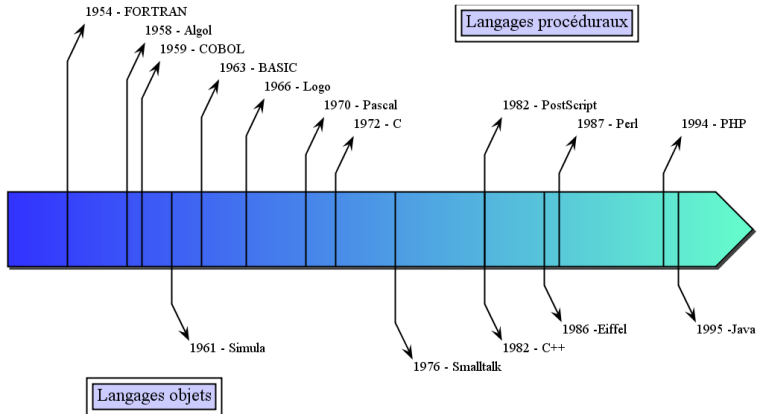 1954 - FORTRAN
Langages procéduraux
1958 - Algol
1959 - COBOL
1963 - BASIC
1966 - Logo
1970 - Pascal
1982 - PostScript
1972 - C
1987 - Perl
1994 - PHP
1986 -Eiffel
1995 -Java
1961 - Simula
1982 - C++
1976 - Smalltalk
Langages objets